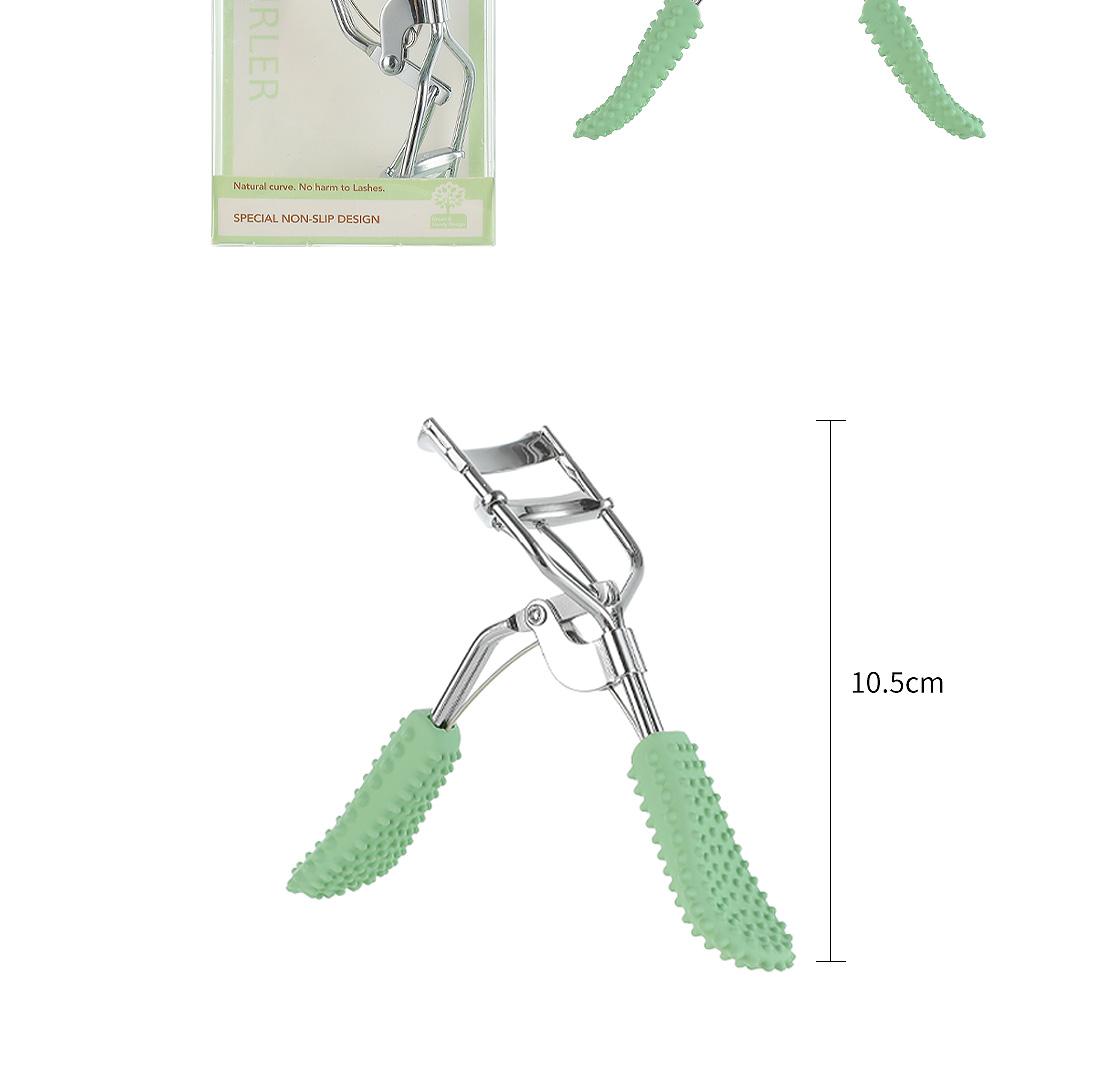 RLER
Natural curve. No harm to Lashes.
SPECIAL NON-SLIP DESIGN
10.5cm